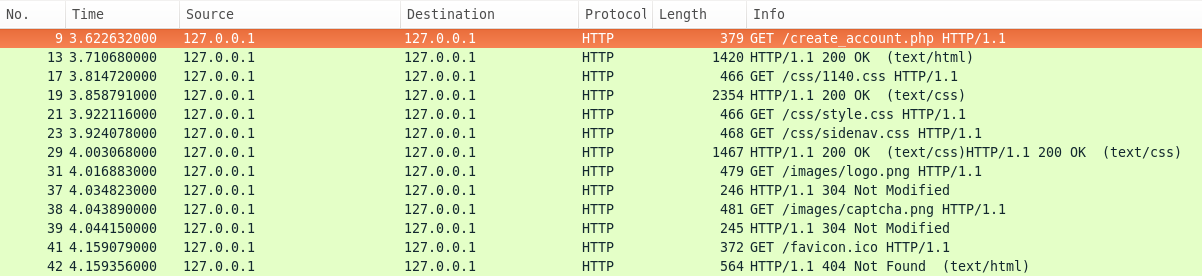 No. Time Source Destination Protocol Length Info
9 3.622632000 127.0.0.1 127.0.0.1 HTTP 379 GET /create_account.php HTTP/1.1
13 3.710680000 127.0.0.1 127.0.0.1 HTTP 1420 HTTP/1.1 200 OK (text/html)
17 3.814720000 127.0.0.1 127.0.0.1 HTTP 466 GET /css/1140.css HTTP/1.1
19 3.858791000 127.0.0.1 127.0.0.1 HTTP 2354 HTTP/1.1 200 OK (text/css)
21 3.922116000 127.0.0.1 127.0.0.1 HTTP 466 GET /css/style.css HTTP/1.1
23 3.924078000 127.0.0.1 127.0.0.1 HTTP 468 GET /css/sidenav.css HTTP/1.1
29 4.003068000 127.0.0.1 127.0.0.1 HTTP 1467 HTTP/1.1 200 OK (text/css)HTTP/1.1 200 OK (text/css)
31 4.016883000 127.0.0.1 127.0.0.1 HTTP 479 GET /images/logo.png HTTP/1.1
37 4.034823000 127.0.0.1 127.0.0.1 HTTP 246 HTTP/1.1 304 Not Modified
38 4.043890000 127.0.0.1 127.0.0.1 HTTP 481 GET /images/captcha.png HTTP/1.1
39 4.044150000 127.0.0.1 127.0.0.1 HTTP 245 HTTP/1.1 304 Not Modified
41 4.159079000 127.0.0.1 127.0.0.1 HTTP 372 GET /favicon.ico HTTP/1.1
42 4.159356000 127.0.0.1 127.0.0.1 HTTP 564 HTTP/1.1 404 Not Found (text/html)